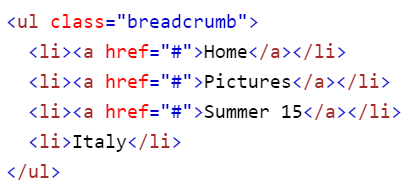 <ul class="breadcrumb">
  <li><a href="#">Home</a></li>
  <li><a href="#">Pictures</a></li>
  <li><a href="#">Summer 15</a></li>
  <li>Italy</li>
</ul>